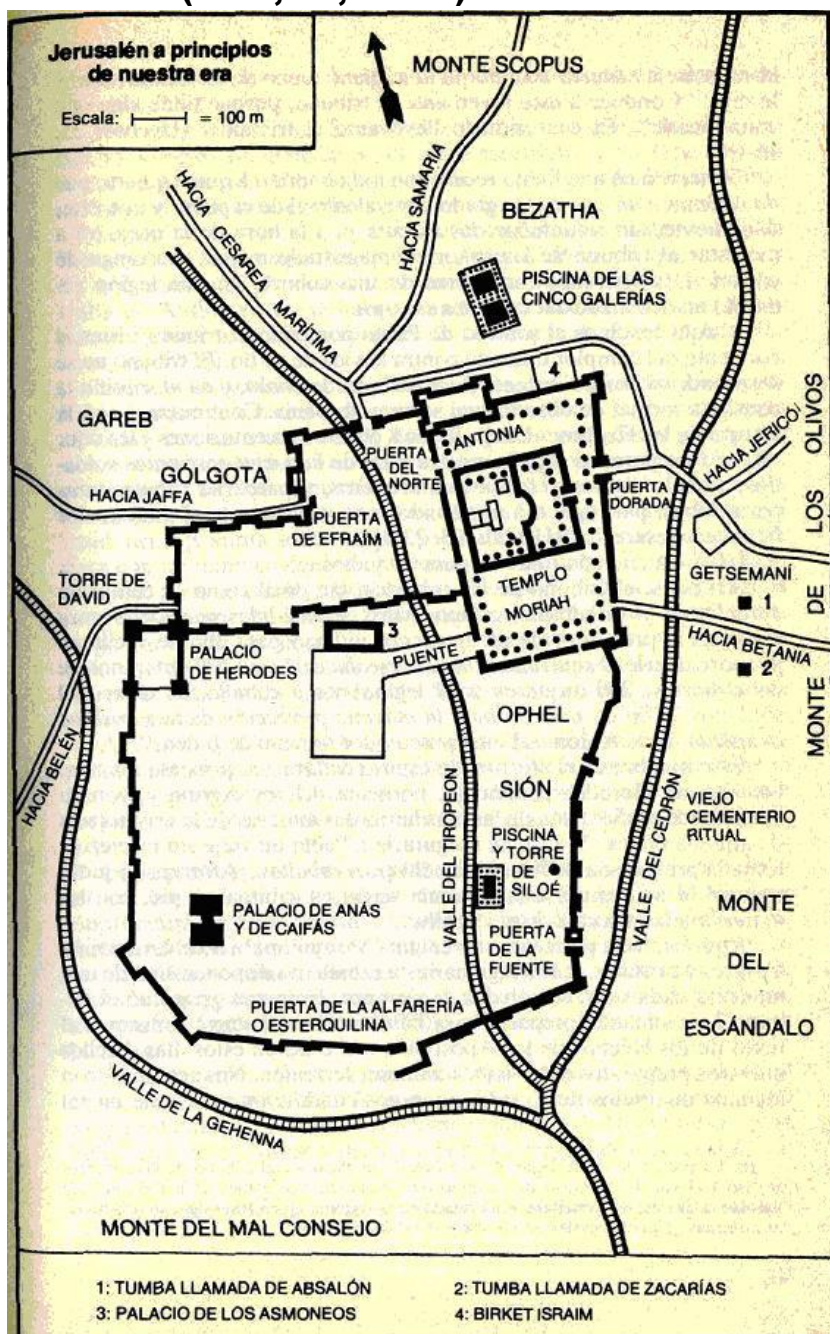 Jerusalén a principios
de nuestra era
Escala: = 100 m
MONTE SCOPUS
HACIA SAMARIA
HACIA CESAREA MARÍTIMA
BEZATHA
PISCINA DE LAS
CINCO GALERÍAS
4
ANTONIA
GAREB
GÓLGOTA
HACIA JAFFA
PUERTA
DEL
NORTE
PUERTA
DE EFRAÍM
HACIA JERICÓ
PUERTA
DORADA
MONTE DE LOS OLIVOS
TEMPLO
MORIAH
GETSEMANÍ
1
HACIA BETANIA
2
TORRE DE
DAVID
PALACIO
DE HERODES
3
PUENTE
OPHEL
HACIA BELÉN
SIÓN
VALLE DEL TIROPEON
VALLE DEL CEDRÓN
VIEJO
CEMENTERIO
RITUAL
PISCINA
Y TORRE
DE
SILOÉ
PALACIO DE ANÁS
Y DE CAIFÁS
PUERTA
DE LA
FUENTE
MONTE
DEL
ESCÁNDALO
PUERTA DE LA ALFARERÍA
O ESTERQUILINA
VALLE DE LA GEHENNA
MONTE DEL MAL CONSEJO
1: TUMBA LLAMADA DE ABSALÓN
2: TUMBA LLAMADA DE ZACARÍAS
3: PALACIO DE LOS ASMONEOS
4: BIRKET ISRAIM